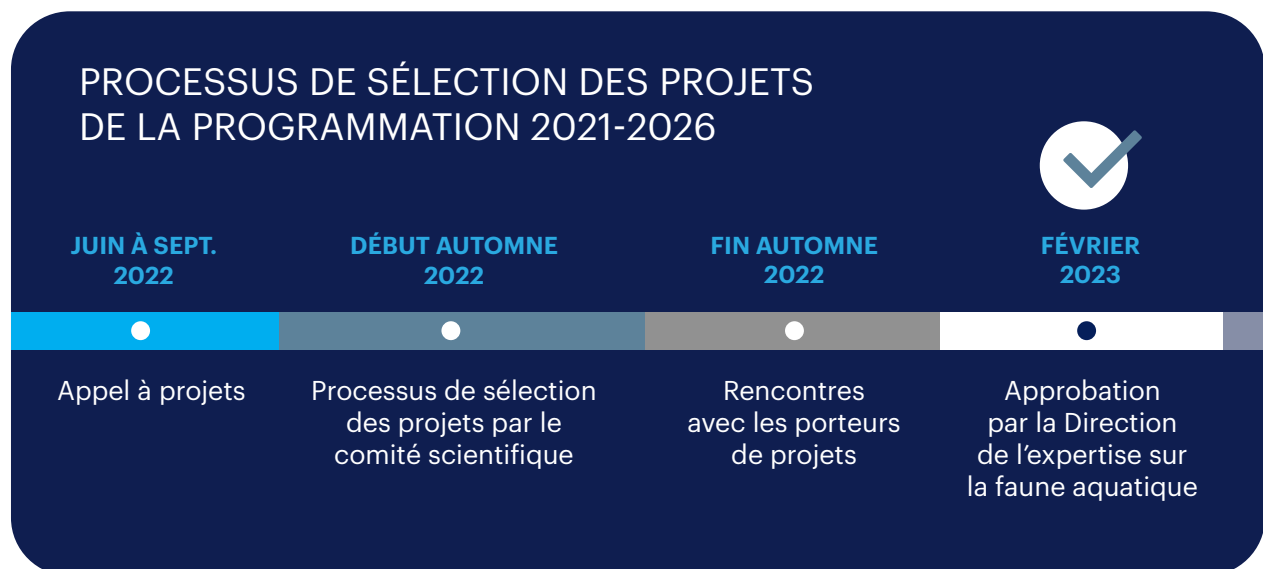 PROCESSUS DE SÉLECTION DES PROJETS
DE LA PROGRAMMATION 2021-2026
JUIN À SEPT.
2022
Appel à projets
DÉBUT AUTOMNE
2022
Processus de sélection
des projets par le
comité scientifique
FIN AUTOMNE
2022
Rencontres
avec les porteurs
de projets
FÉVRIER
2023
Approbation
par la Direction
de l'expertise sur
la faune aquatique